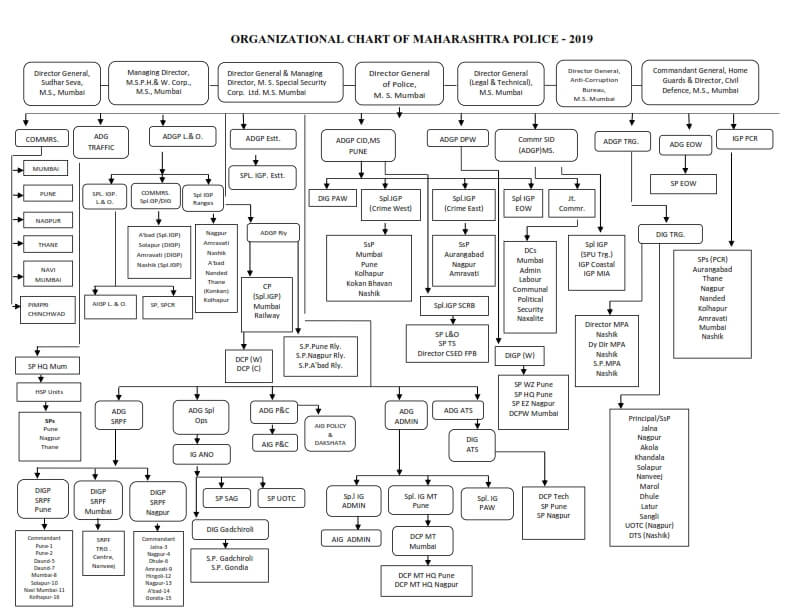 ORGANIZATIONAL CHART OF MAHARASHTRA POLICE - 2019
Director General,
Sudhar Seva,
M.S., Mumbai
Managing Director,
M.S.P.H.& W. Corp.,
M.S., Mumbai
Director General & Managing
Director, M. S. Special Security
Corp. Ltd. M.S. Mumbai
Director General
of Police,
M. S. Mumbai
Director General
(Legal & Technical),
M.S. Mumbai
Director General,
Anti-Corruption
Bureau,
M.S. Mumbai
Commandant General, Home
Guards & Director, Civil
Defence, M.S., Mumbai
COMMRS.
ADG
TRAFFIC
ADGP L.& O.
ADGP Estt.
ADGP CID,MS
PUNE
ADGP DPW
Commr SID
(ADGP)MS.
ADGP TRG.
ADG EOW
IGP PCR
MUMBAI
PUNE
NAGPUR
THANE
NAVI
MUMBAI
PIMPRI
CHINCHWAD
SPL. IGP.
L.& O.
COMMRS.
Spl.GP/DIG
Spl IGP
Ranges
SPL. IGP. Estt.
DIG PAW
Spl.IGP
(Crime West)
Spl.IGP
(Crime East)
Spl IGP
EOW
Jt.
Commr.
SP EOW
A'bad (Spl.IGP)
Solapur (DIGP)
Amravati (DIGP)
Nashik (Spl.IGP)
Nagpur
Amravati
Nashik
A'bad
Nanded
Thane
(Konkan)
Kolhapur
ADGP Rly
SsP
Mumbai
Pune
Kolhapur
Kokan Bhavan
Nashik
SsP
Aurangabad
Nagpur
Amravati
DCs
Mumbai
Admin
Labour
Communal
Political
Security
Naxalite
Spl IGP
(SPU Trg.)
IGP Coastal
IGP MIA
DIG TRG.
SPs (PCR)
Aurangabad
Thane
Nagpur
Nanded
Kolhapur
Amravati
Mumbai
Nashik
AIGP L. & O.
SP, SPCR
CP
(Spl.IGP)
Mumbai
Railway
Spl.IGP SCRB
SP L&O
SP TS
Director CSED FPB
Director MPA
Nashik
Dy Dir MPA
Nashik
S.P.MPA
Nashik
S.P.Pune Rly.
S.P.Nagpur Rly.
S.P.A'bad Rly.
DCP (W)
DCP (C)
DIGP (W)
SP WZ Pune
SP HQ Pune
SP EZ Nagpur
DCPW Mumbai
SP HQ Mum
HSP Units
SPs
Pune
Nagpur
Thane
ADG
SRPF
ADG Spl
Ops
ADG P&C
AIG P&C
AIG POLICY
&
DAKSHATA
ADG
ADMIN
ADG ATS
DIG
ATS
Principal/SsP
Jalna
Nagpur
Akola
Khandala
Solapur
Nanveej
Marol
Dhule
Latur
Sangli
UOTC (Nagpur)
DTS (Nashik)
IG ANO
DIGP
SRPF
Pune
DIGP
SRPF
Mumbai
DIGP
SRPF
Nagpur
SP SAG
SP UOTC
Sp.l IG
ADMIN
Spl. IG MT
Pune
Spl. IG
PAW
DCP Tech
SP Pune
SP Nagpur
DIG Gadchiroli
S.P. Gadchiroli
S.P. Gondia
AIG ADMIN
DCP MT
Mumbai
DCP MT HQ Pune
DCP MT HQ Nagpur
Commandant
Pune-1
Pune-2
Daund-5
Daund-7
Mumbai-8
Solapur-10
Navi Mumbai-11
Kolhapur-16
SRPF
TRG .
Centre,
Nanveej
Commandant
Jalna-3
Nagpur-4
Dhule-6
Amravati-9
Hingoli-12
Nagpur-13
A'bad-14
Gondia-15